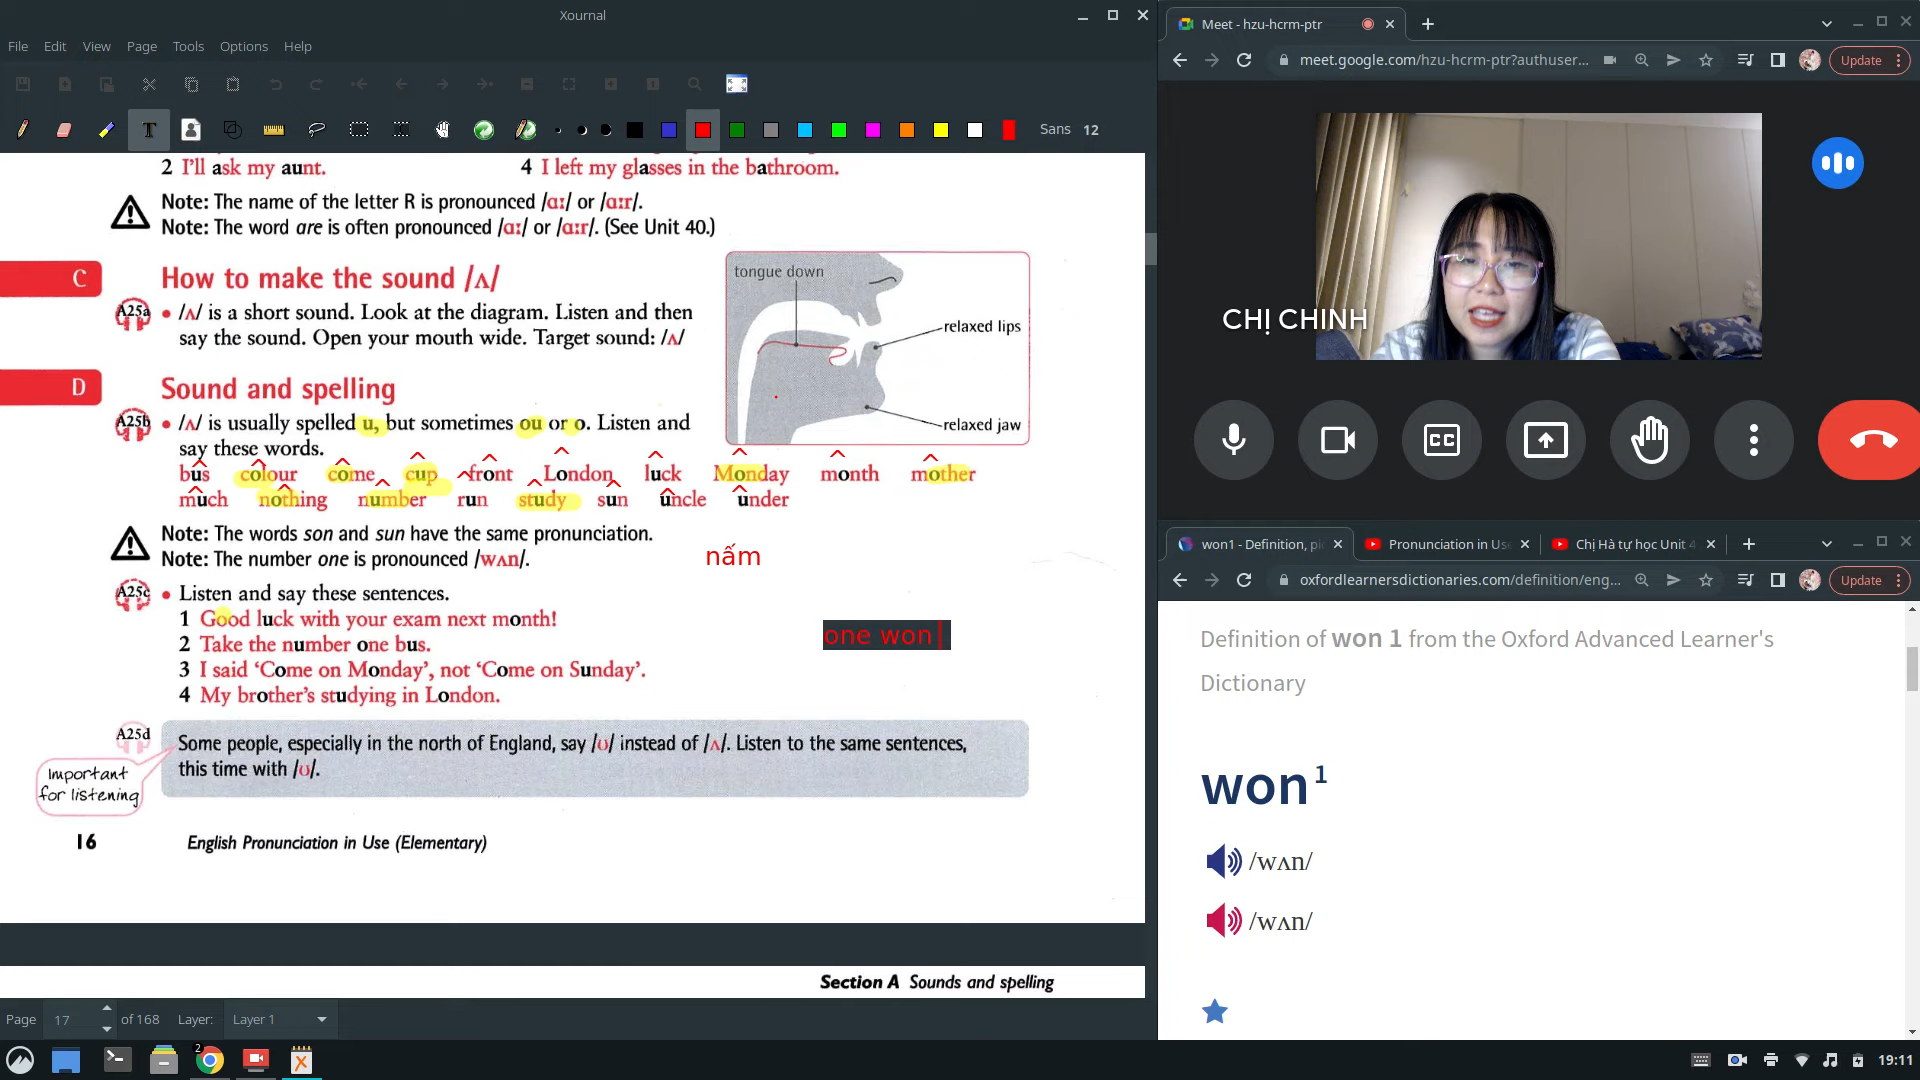 Xournal
File Edit View Page Tools Options Help
Sans 12
2 I'll ask my aunt.
4 I left my glasses in the bathroom.
Note: The name of the letter R is pronounced /ɑː/ or /ɑːr/.
Note: The word are is often pronounced /ɑː/ or /ɑːr/. (See Unit 40.)
C How to make the sound /ʌ/
A25a • /ʌ/ is a short sound. Look at the diagram. Listen and then
say the sound. Open your mouth wide. Target sound: /ʌ/
tongue down
relaxed lips
relaxed jaw
D Sound and spelling
A25b • /ʌ/ is usually spelled u, but sometimes ou or o. Listen and
say these words.
bus colour come cup front London luck Monday month mother
much nothing number run study sun uncle under
Note: The words son and sun have the same pronunciation.
Note: The number one is pronounced /wʌn/.
nấm
A25c • Listen and say these sentences.
1 Good luck with your exam next month!
2 Take the number one bus.
3 I said ‘Come on Monday’, not ‘Come on Sunday’.
4 My brother's studying in London.
one won
A25d
Some people, especially in the north of England, say /ʊ/ instead of /ʌ/. Listen to the same sentences,
this time with /ʊ/.
Important
for listening
16 English Pronunciation in Use (Elementary)
Section A Sounds and spelling
Page 17 of 168 Layer: Layer 1
Meet - hzu-hcrm-ptr
meet.google.com/hzu-hcrm-ptr?authuser...
Update
CHỊ CHINH
CC
won1 - Definition, pi
Pronunciation in Us
Chị Hà tự học Unit 4
oxfordlearnersdictionaries.com/definition/eng...
Update
Definition of won 1 from the Oxford Advanced Learner's
Dictionary
won1
/wʌn/
/wʌn/
2
19:11